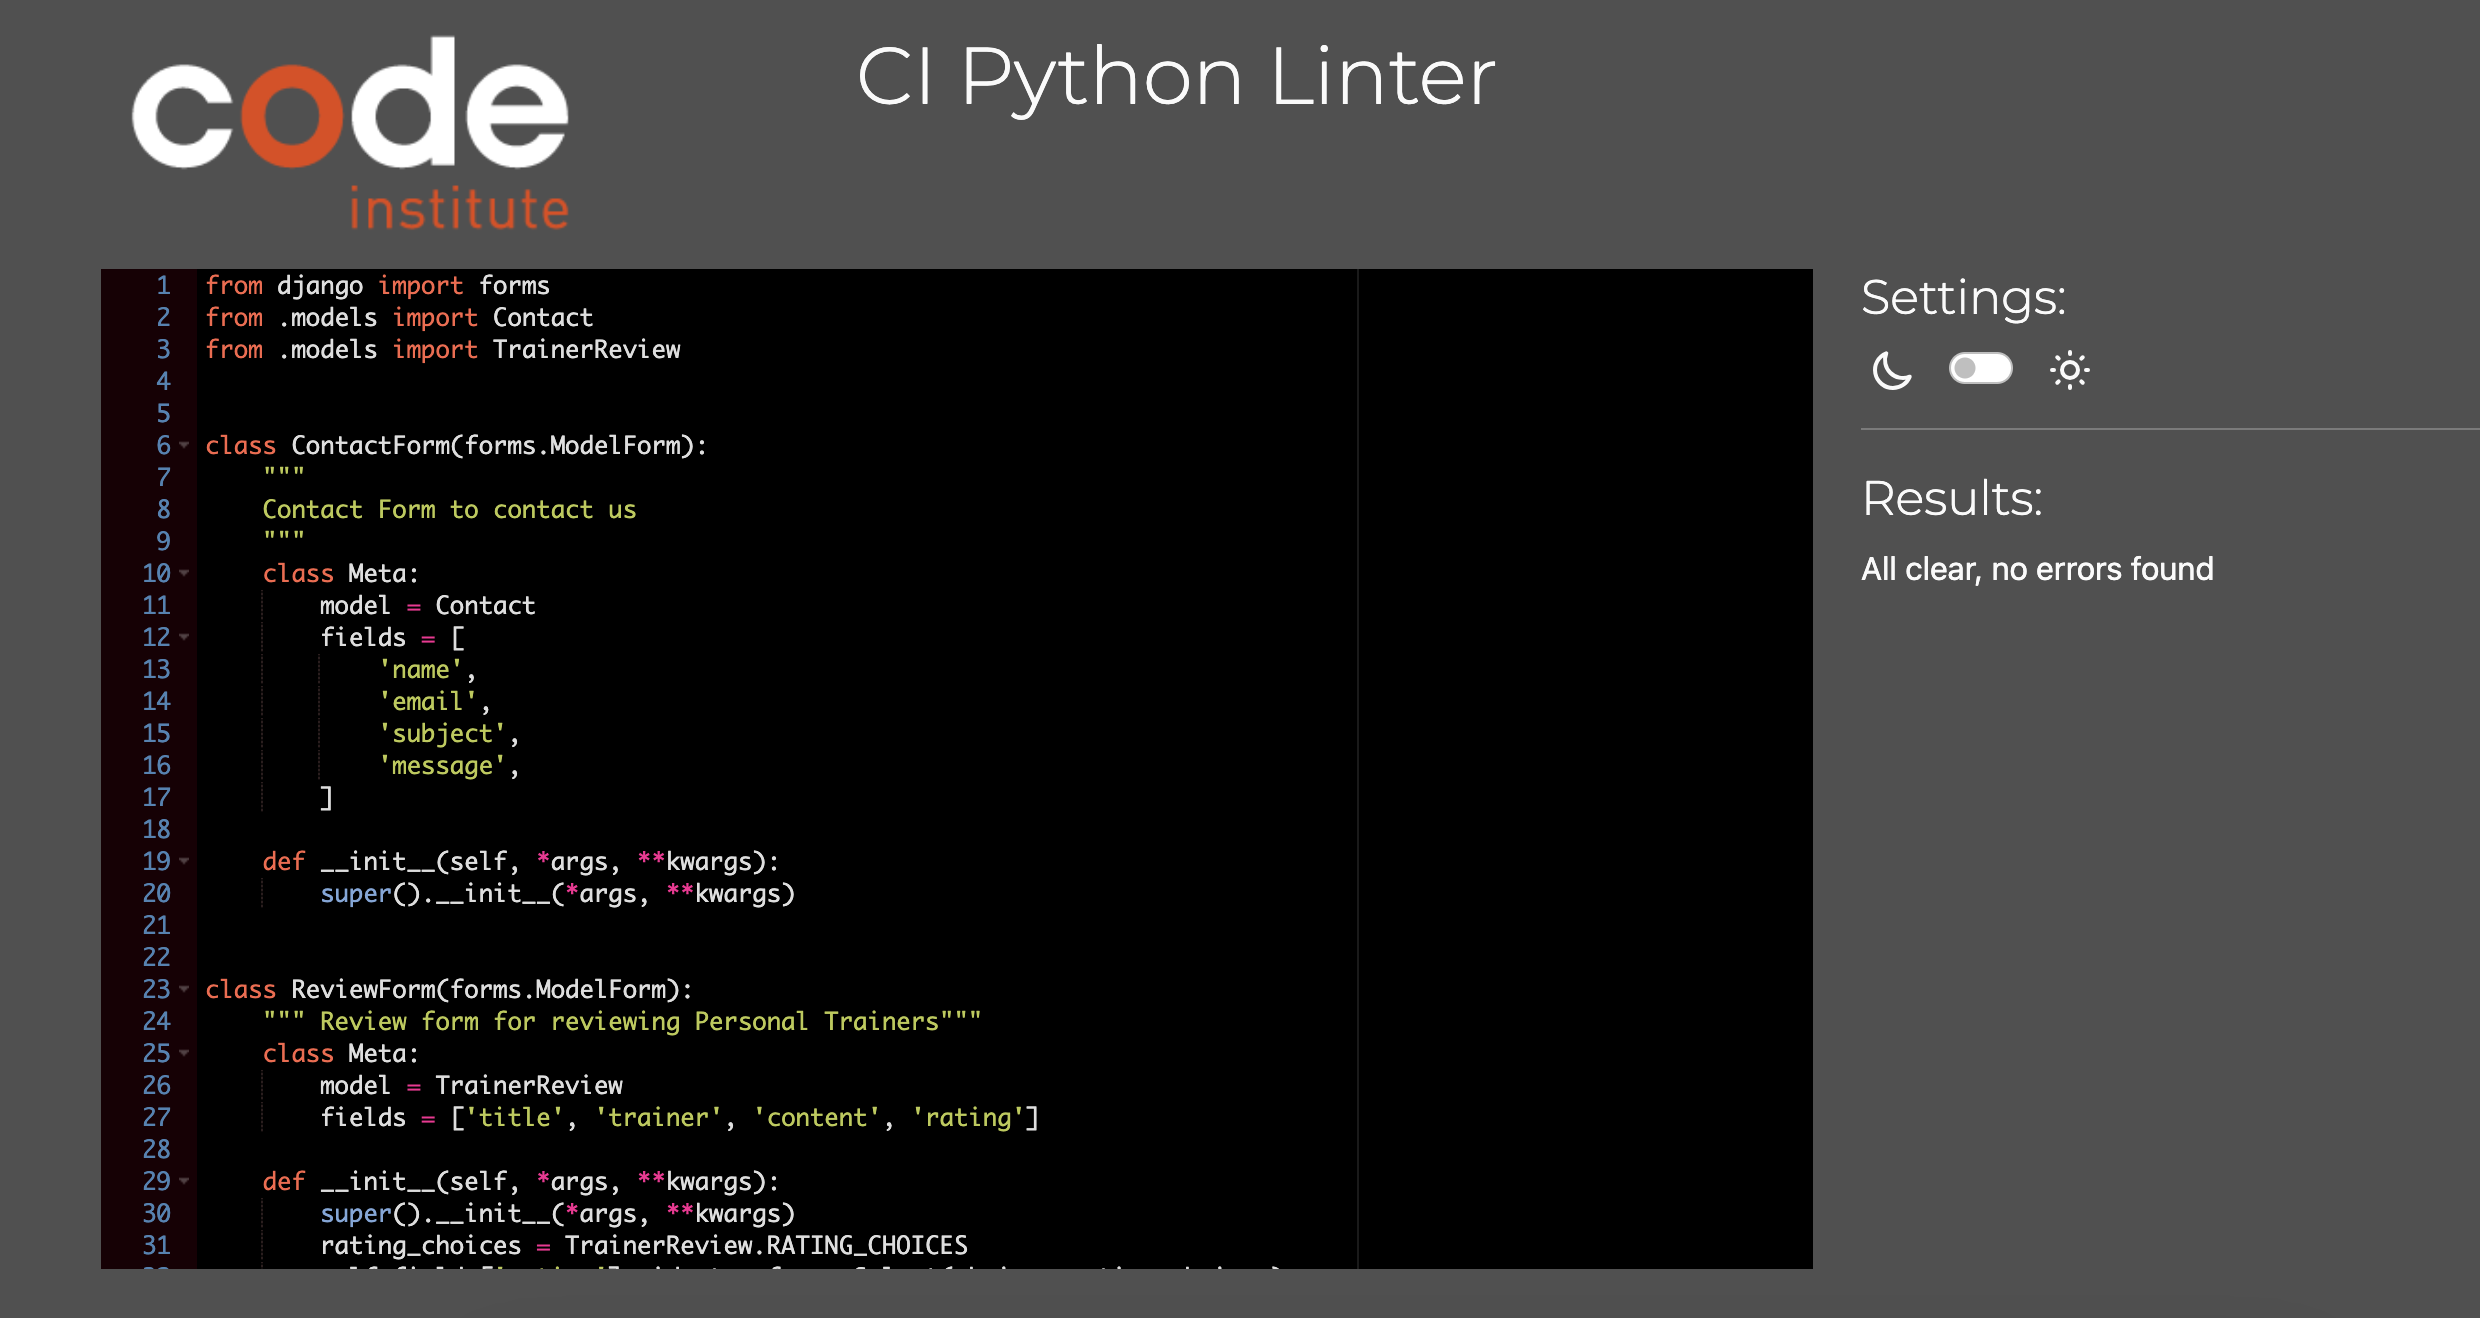 code
institute
CI Python Linter
1 from django import forms
2 from .models import Contact
3 from .models import TrainerReview
4
5
6 class ContactForm(forms.ModelForm):
7     """
8     Contact Form to contact us
9     """
10     class Meta:
11         model = Contact
12         fields = [
13             'name',
14             'email',
15             'subject',
16             'message',
17         ]
18
19     def __init__(self, *args, **kwargs):
20         super().__init__(*args, **kwargs)
21
22
23 class ReviewForm(forms.ModelForm):
24     """ Review form for reviewing Personal Trainers"""
25     class Meta:
26         model = TrainerReview
27         fields = ['title', 'trainer', 'content', 'rating']
28
29     def __init__(self, *args, **kwargs):
30         super().__init__(*args, **kwargs)
31         rating_choices = TrainerReview.RATING_CHOICES
Settings:
Results:
All clear, no errors found